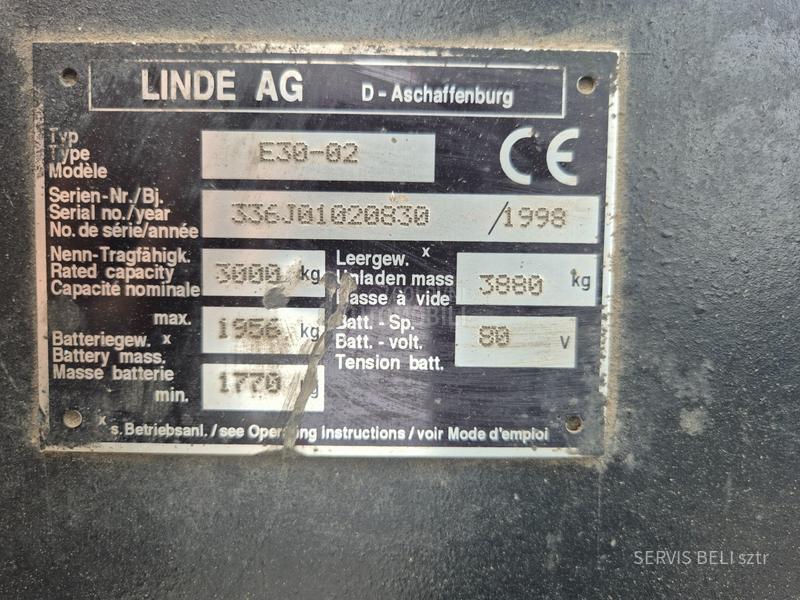 LINDE AG D - Aschaffenburg
Typ
Type
Modèle
E30-02
CE
Serien-Nr./Bj.
Serial no./year
No. de série/année
336J01020830 /1998
Nenn-Tragfähigk.
Rated capacity
Capacité nominale
3000 kg
Leergew. x
Unladen mass
Masse à vide
3880 kg
max.
1956 kg
Batteriegew. x
Battery mass.
Masse batterie
min.
1770 kg
Batt. - Sp.
Batt. - volt.
Tension batt.
80 V
x s. Betriebsanl. / see Operating instructions / voir Mode d'emploi
SERVIS BELI sztr